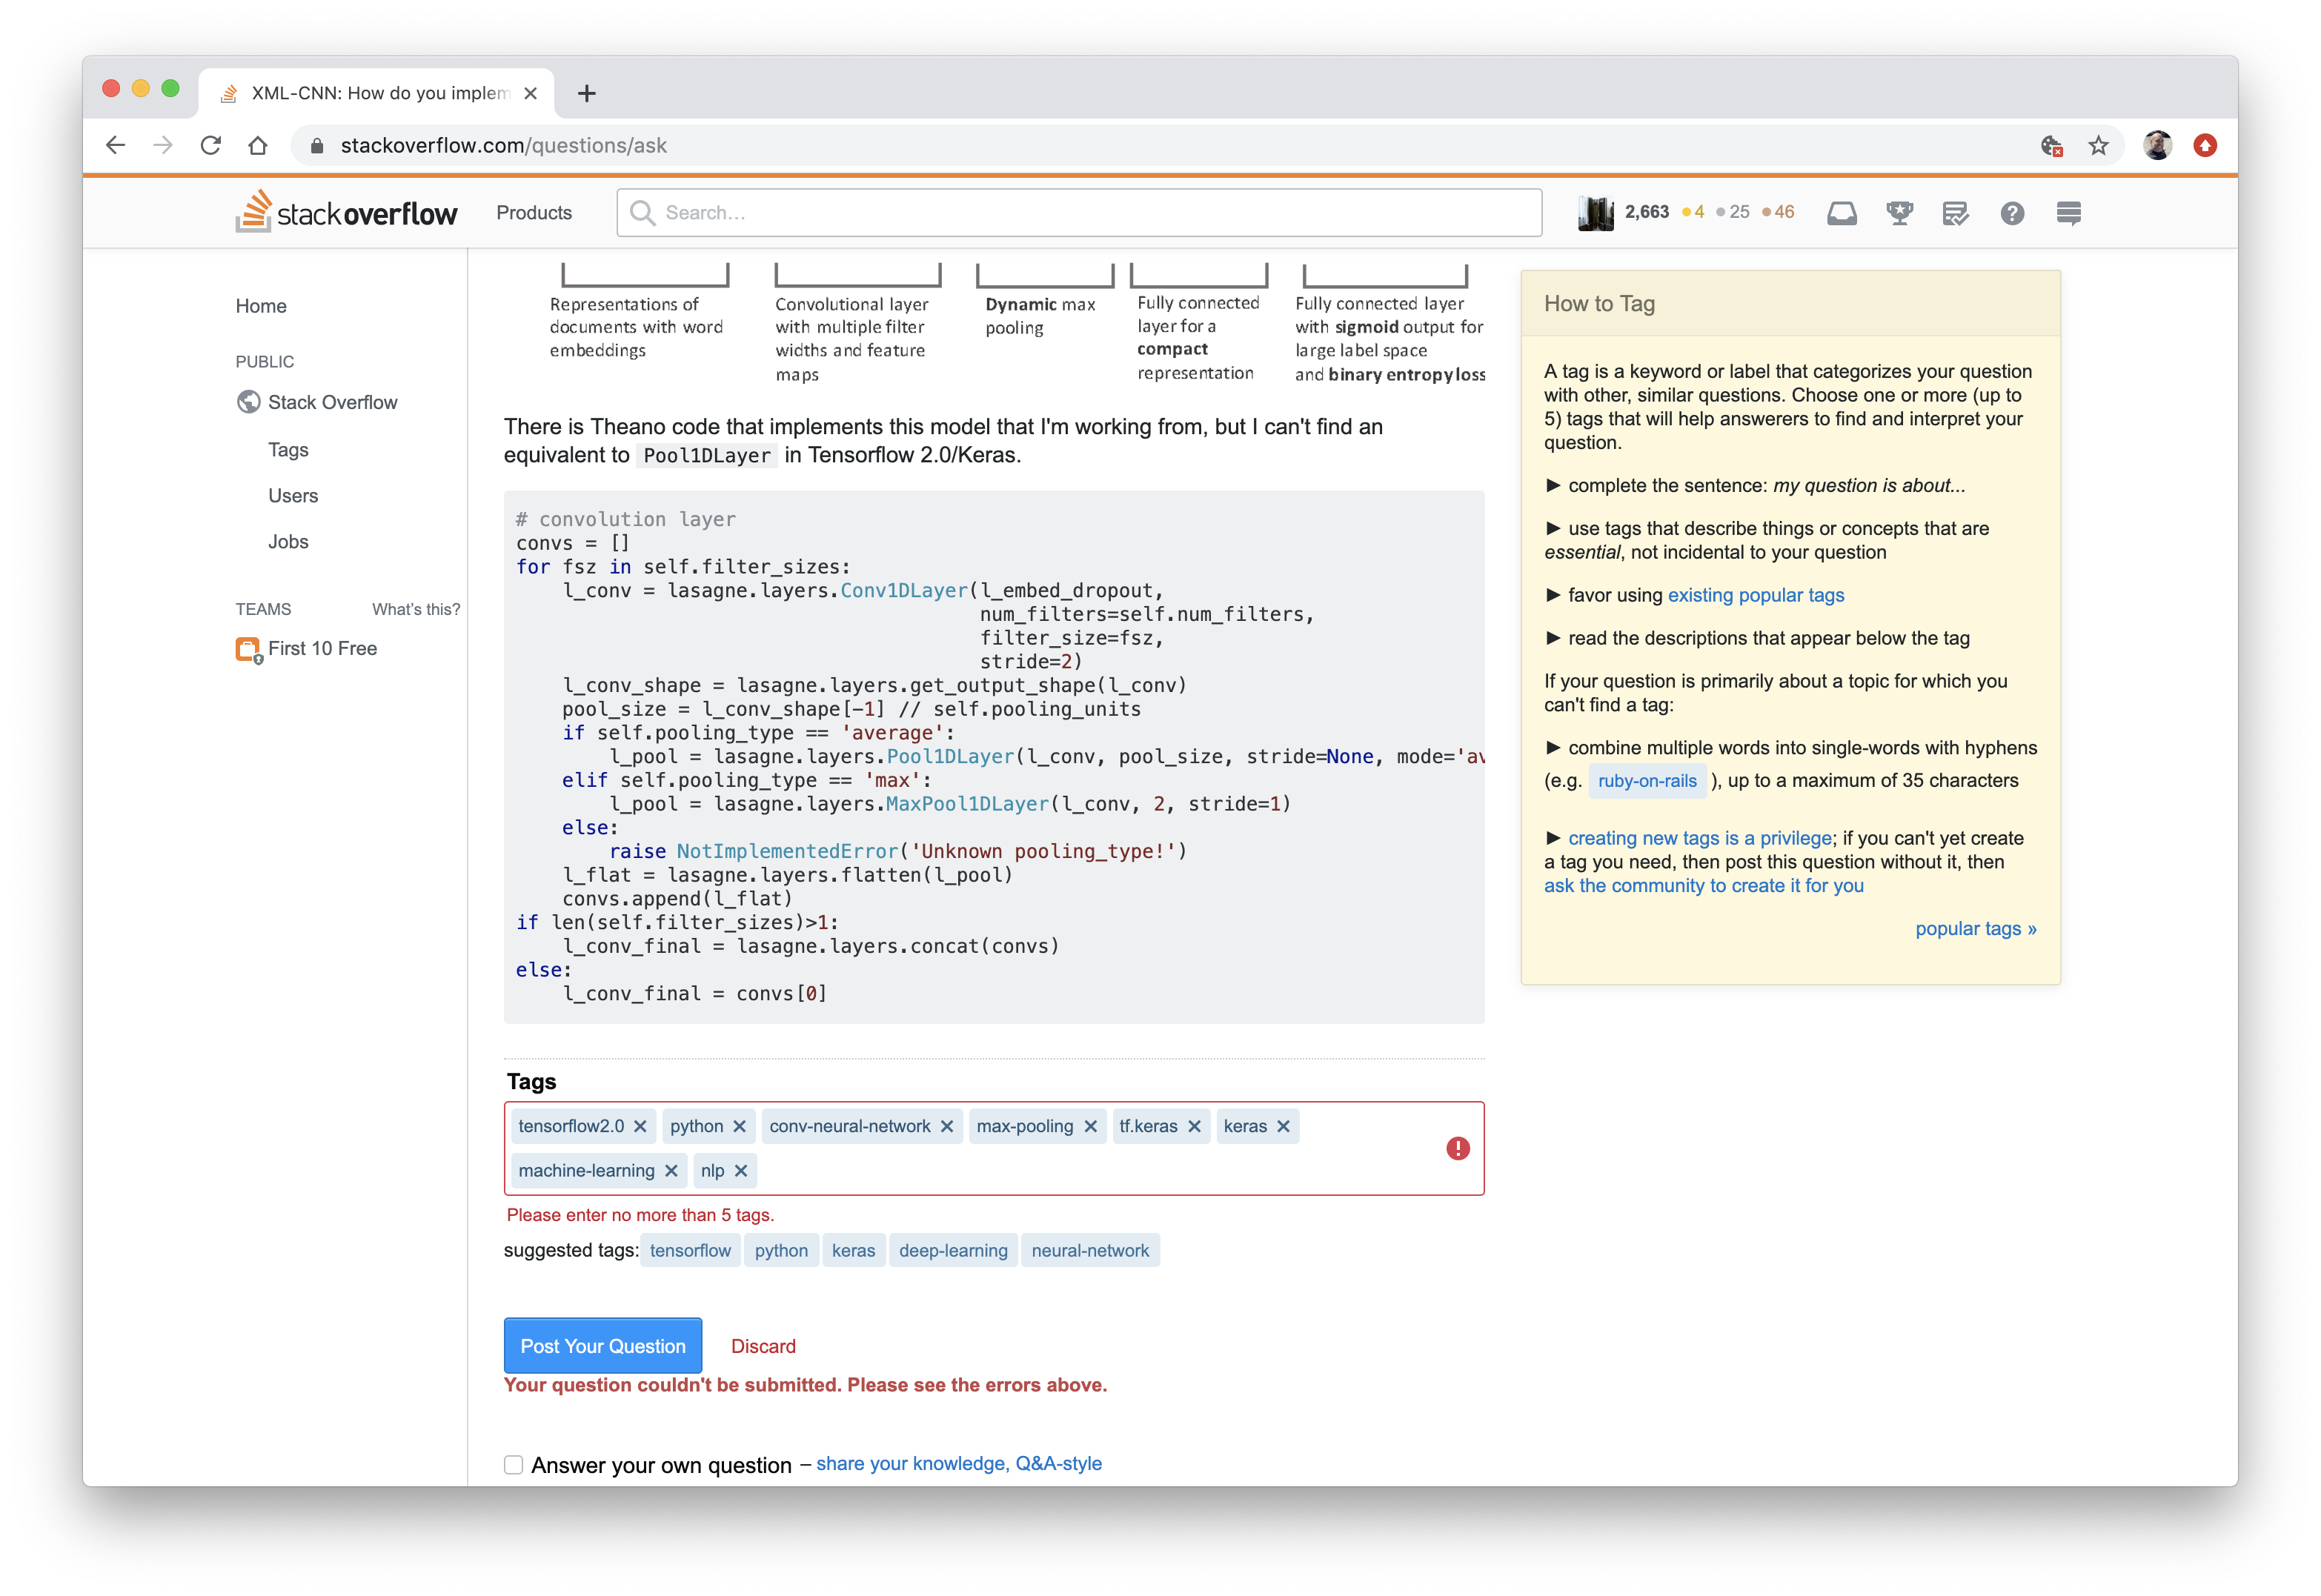 XML-CNN: How do you implem
stackoverflow.com/questions/ask
stackoverflow
Products
Search…
2,663
4
25
46
Home
PUBLIC
Stack Overflow
Tags
Users
Jobs
TEAMS What's this?
First 10 Free
Representations of
documents with word
embeddings
Convolutional layer
with multiple filter
widths and feature
maps
Dynamic max
pooling
Fully connected
layer for a
compact
representation
Fully connected layer
with sigmoid output for
large label space
and binary entropy loss
There is Theano code that implements this model that I'm working from, but I can't find an
equivalent to Pool1DLayer in Tensorflow 2.0/Keras.
# convolution layer
convs = []
for fsz in self.filter_sizes:
    l_conv = lasagne.layers.Conv1DLayer(l_embed_dropout,
                                        num_filters=self.num_filters,
                                        filter_size=fsz,
                                        stride=2)
    l_conv_shape = lasagne.layers.get_output_shape(l_conv)
    pool_size = l_conv_shape[-1] // self.pooling_units
    if self.pooling_type == 'average':
        l_pool = lasagne.layers.Pool1DLayer(l_conv, pool_size, stride=None, mode='av
    elif self.pooling_type == 'max':
        l_pool = lasagne.layers.MaxPool1DLayer(l_conv, 2, stride=1)
    else:
        raise NotImplementedError('Unknown pooling_type!')
    l_flat = lasagne.layers.flatten(l_pool)
    convs.append(l_flat)
if len(self.filter_sizes)>1:
    l_conv_final = lasagne.layers.concat(convs)
else:
    l_conv_final = convs[0]
Tags
tensorflow2.0 python conv-neural-network max-pooling tf.keras keras
machine-learning nlp
Please enter no more than 5 tags.
suggested tags: tensorflow python keras deep-learning neural-network
Post Your Question Discard
Your question couldn't be submitted. Please see the errors above.
Answer your own question – share your knowledge, Q&A-style
How to Tag
A tag is a keyword or label that categorizes your question
with other, similar questions. Choose one or more (up to
5) tags that will help answerers to find and interpret your
question.
► complete the sentence: my question is about...
► use tags that describe things or concepts that are
essential, not incidental to your question
► favor using existing popular tags
► read the descriptions that appear below the tag
If your question is primarily about a topic for which you
can't find a tag:
► combine multiple words into single-words with hyphens
(e.g. ruby-on-rails ), up to a maximum of 35 characters
► creating new tags is a privilege; if you can't yet create
a tag you need, then post this question without it, then
ask the community to create it for you
popular tags »